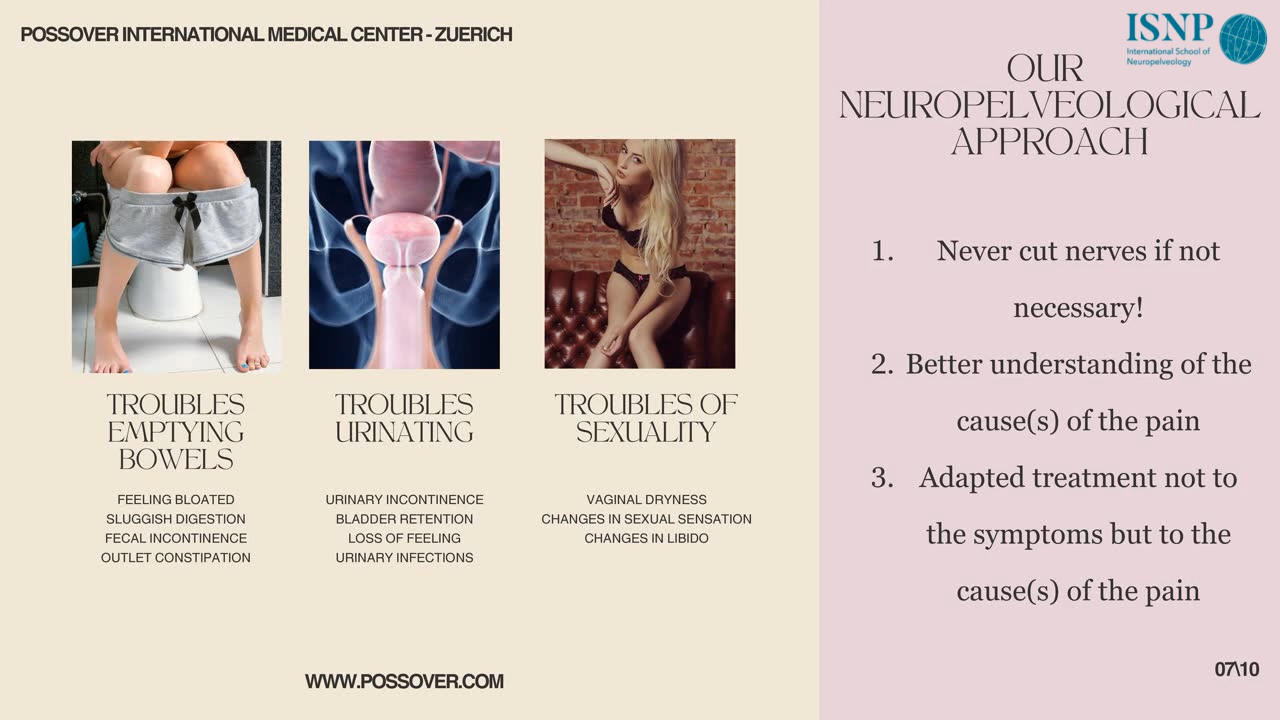 POSSOVER INTERNATIONAL MEDICAL CENTER - ZUERICH
TROUBLES
EMPTYING
BOWELS
FEELING BLOATED
SLUGGISH DIGESTION
FECAL INCONTINENCE
OUTLET CONSTIPATION
TROUBLES
URINATING
URINARY INCONTINENCE
BLADDER RETENTION
LOSS OF FEELING
URINARY INFECTIONS
TROUBLES OF
SEXUALITY
VAGINAL DRYNESS
CHANGES IN SEXUAL SENSATION
CHANGES IN LIBIDO
WWW.POSSOVER.COM
ISNP
International School of
Neuropelveology
OUR
NEUROPELVEOLOGICAL
APPROACH
1. Never cut nerves if not
necessary!
2. Better understanding of the
cause(s) of the pain
3. Adapted treatment not to
the symptoms but to the
cause(s) of the pain
07\10